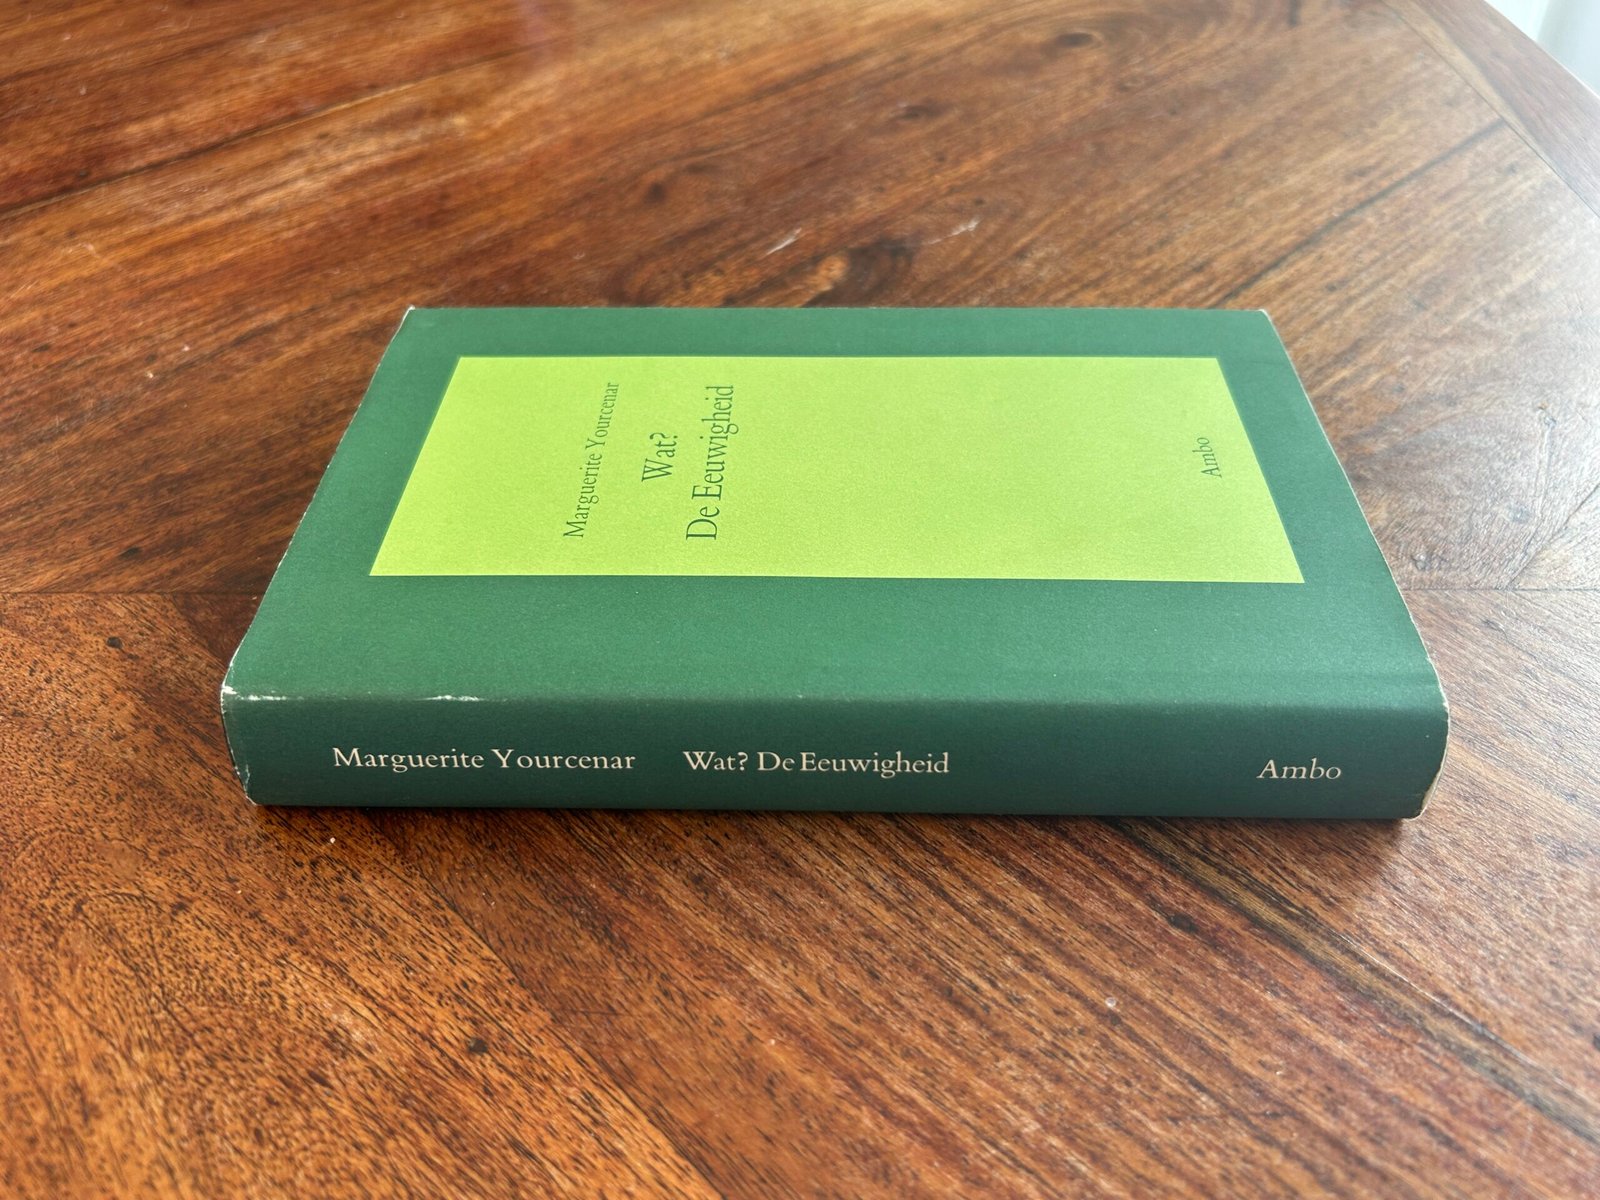 Marguerite Yourcenar
Wat?
De Eeuwigheid
Ambo
Marguerite Yourcenar Wat? De Eeuwigheid Ambo